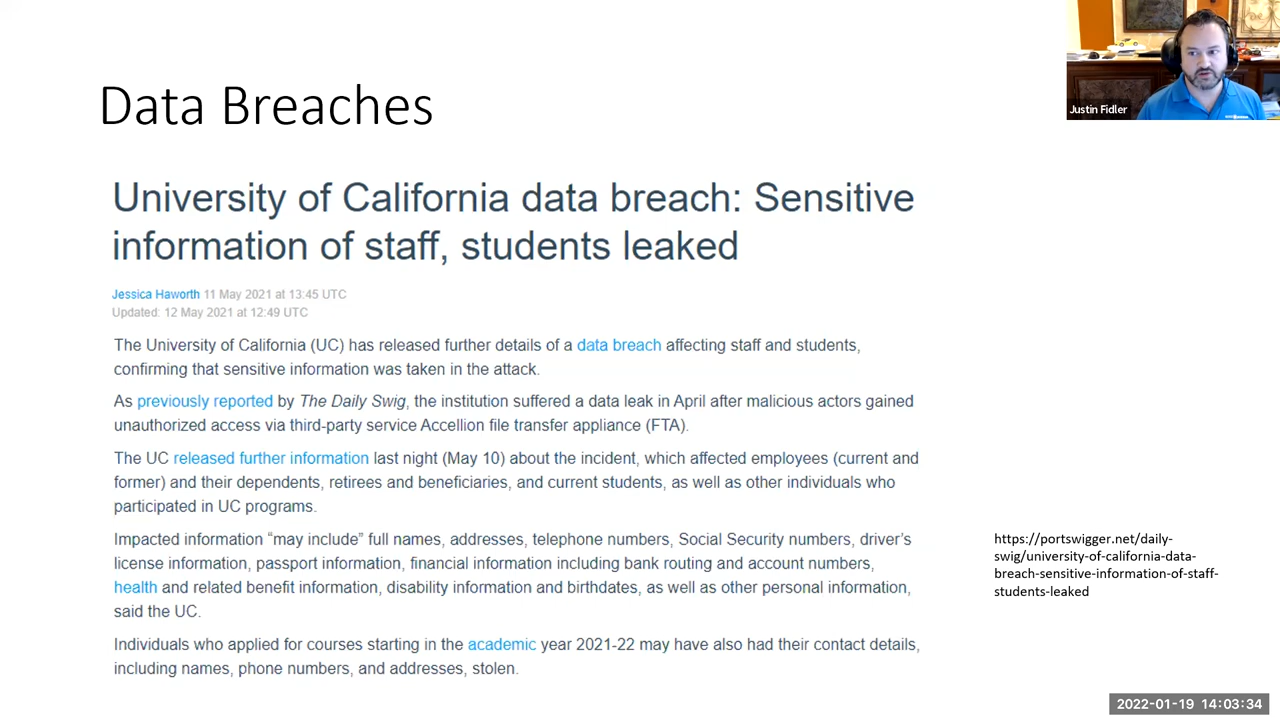 Data Breaches
Justin Fidler
University of California data breach: Sensitive
information of staff, students leaked
Jessica Haworth 11 May 2021 at 13:45 UTC
Updated: 12 May 2021 at 12:49 UTC
The University of California (UC) has released further details of a data breach affecting staff and students,
confirming that sensitive information was taken in the attack.
As previously reported by The Daily Swig, the institution suffered a data leak in April after malicious actors gained
unauthorized access via third-party service Accellion file transfer appliance (FTA).
The UC released further information last night (May 10) about the incident, which affected employees (current and
former) and their dependents, retirees and beneficiaries, and current students, as well as other individuals who
participated in UC programs.
Impacted information “may include” full names, addresses, telephone numbers, Social Security numbers, driver’s
license information, passport information, financial information including bank routing and account numbers,
health and related benefit information, disability information and birthdates, as well as other personal information,
said the UC.
Individuals who applied for courses starting in the academic year 2021-22 may have also had their contact details,
including names, phone numbers, and addresses, stolen.
https://portswigger.net/daily-
swig/university-of-california-data-
breach-sensitive-information-of-staff-
students-leaked
2022-01-19 14:03:34